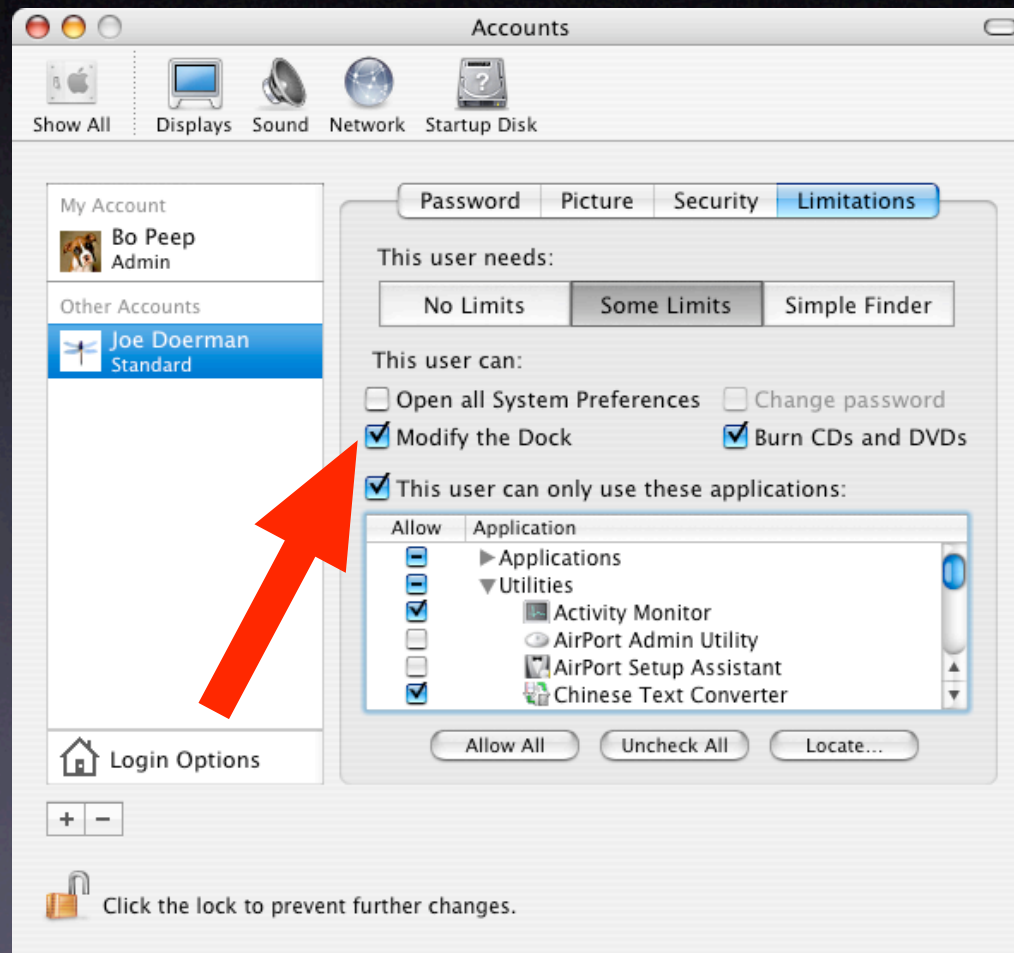 Accounts
Show All Displays Sound Network Startup Disk
My Account
Bo Peep
Admin
Other Accounts
Joe Doerman
Standard
Login Options
Password Picture Security Limitations
This user needs:
No Limits Some Limits Simple Finder
This user can:
Open all System Preferences Change password
Modify the Dock Burn CDs and DVDs
This user can only use these applications:
Allow Application
Applications
Utilities
Activity Monitor
AirPort Admin Utility
AirPort Setup Assistant
Chinese Text Converter
Allow All Uncheck All Locate...
Click the lock to prevent further changes.